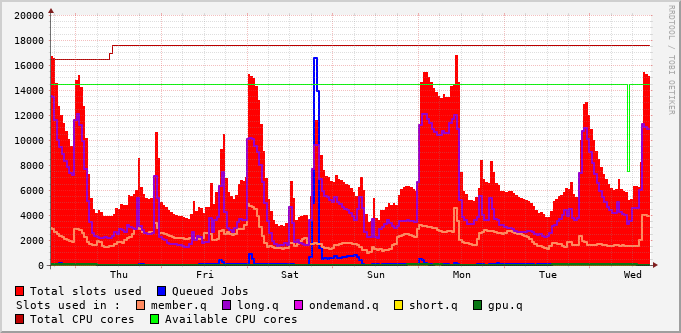 RRDTOOL / TOBI OETIKER
20000
18000
16000
14000
12000
10000
8000
6000
4000
2000
0
Thu Fri Sat Sun Mon Tue Wed
Total slots used Queued Jobs
Slots used in : member.q long.q ondemand.q short.q gpu.q
Total CPU cores Available CPU cores